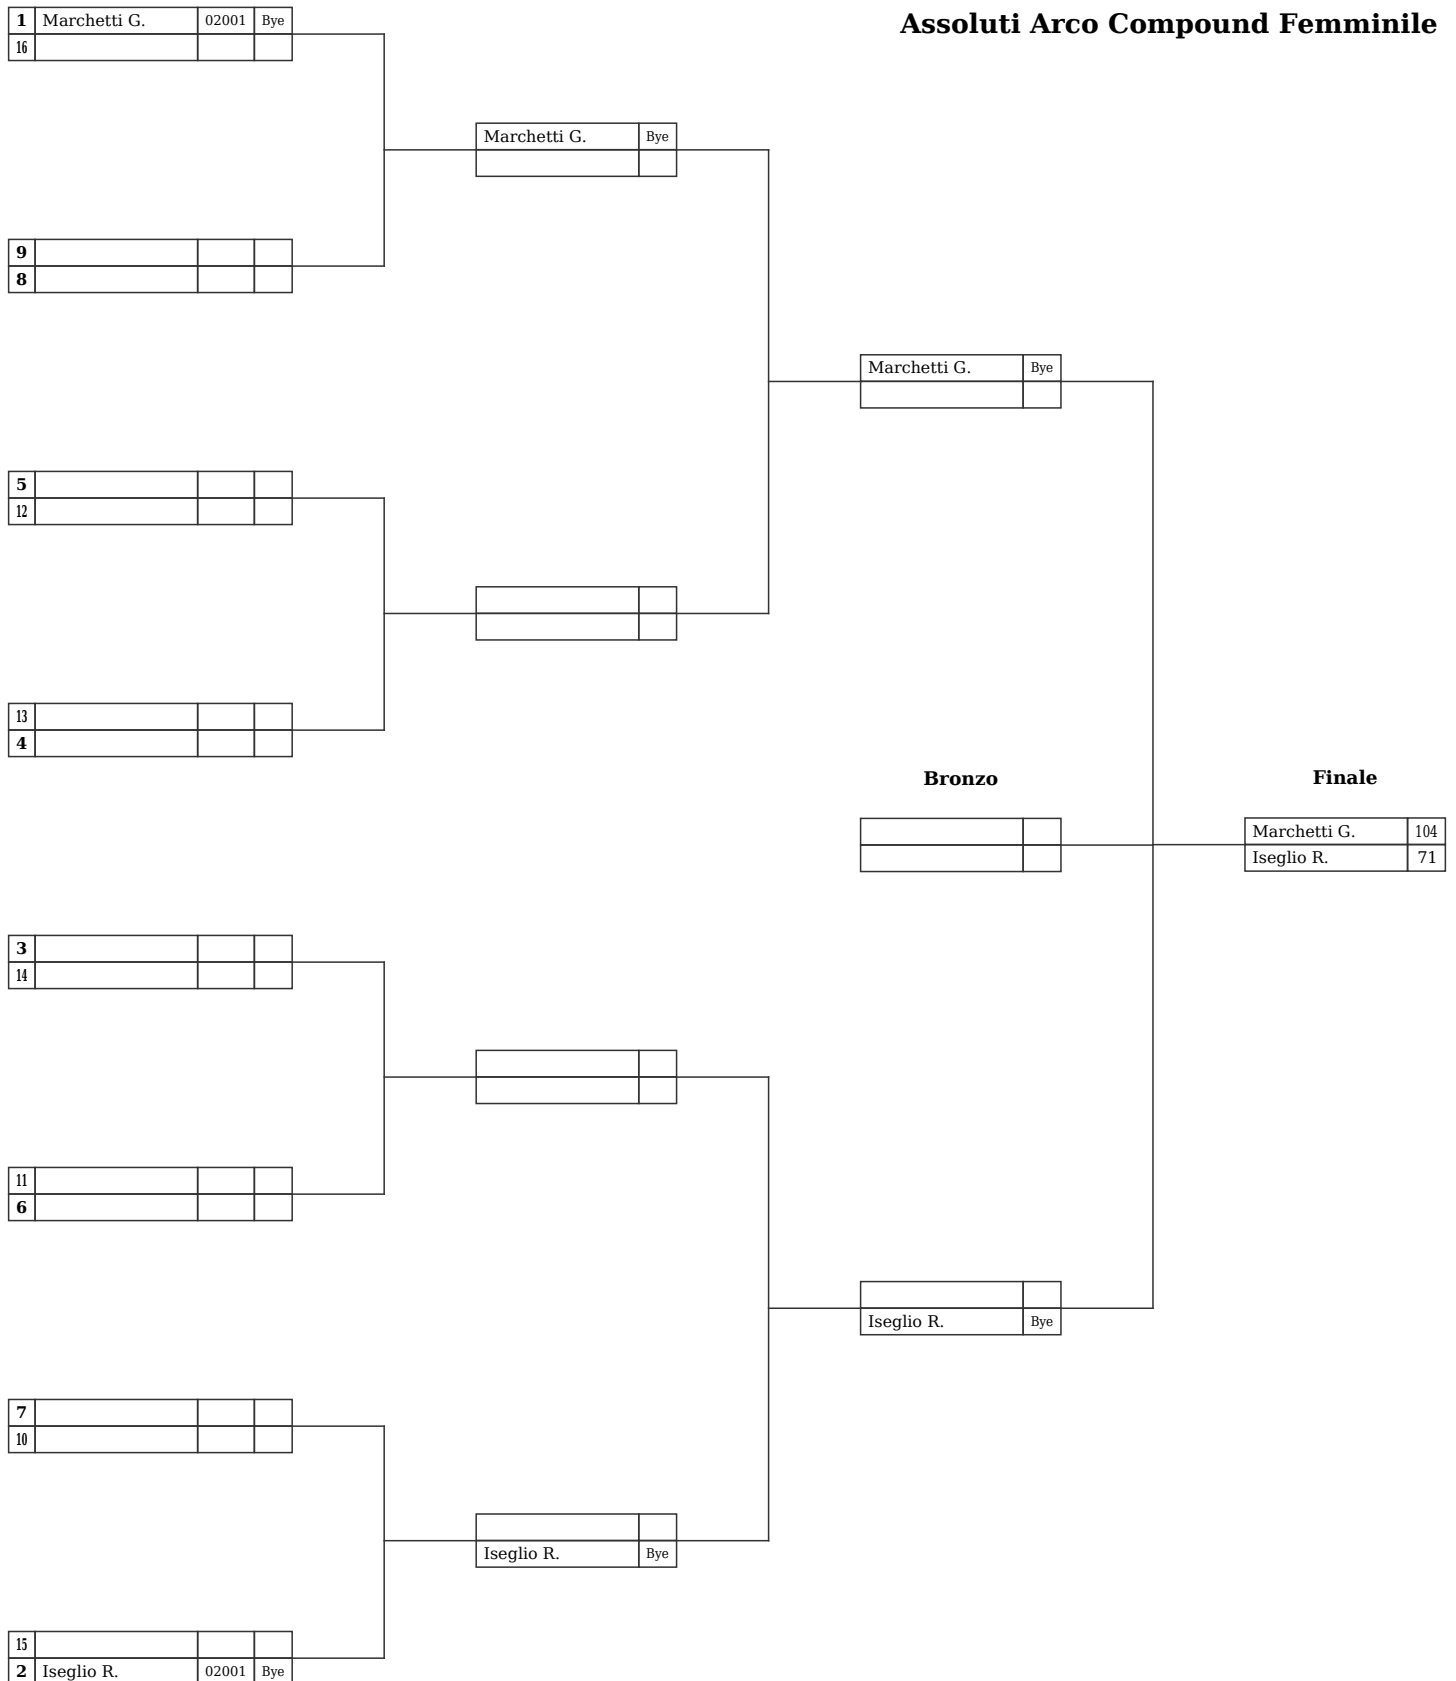 Assoluti Arco Compound Femminile
1 Marchetti G. 02001 Bye
16
Marchetti G. Bye
9
8
Marchetti G. Bye
5
12
13
4
Bronzo
Finale
Marchetti G. 104
Iseglio R. 71
3
14
11
6
Iseglio R. Bye
7
10
Iseglio R. Bye
15
2 Iseglio R. 02001 Bye